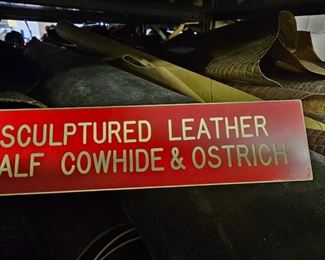 SCULPTURED LEATHER
ALF COWHIDE & OSTRICH